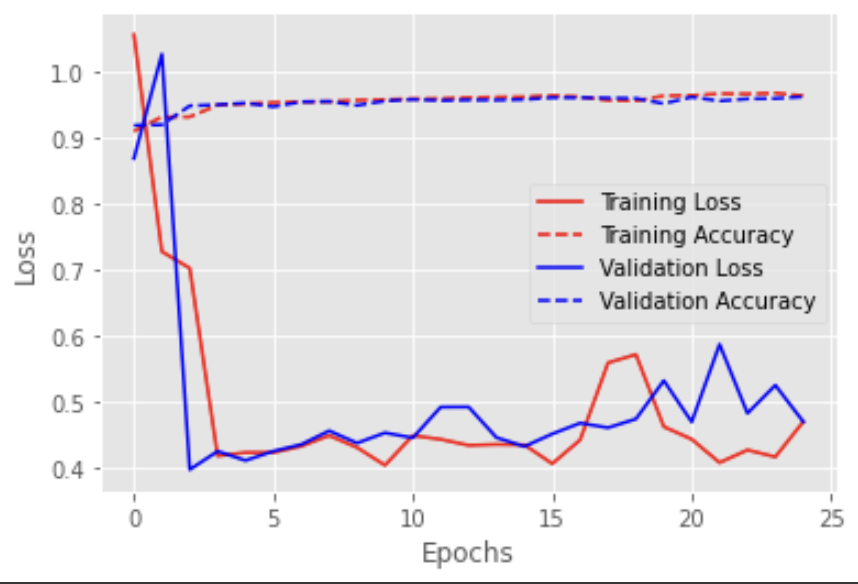 1.0
0.9
0.8
0.7
0.6
0.5
0.4
Loss
Training Loss
Training Accuracy
Validation Loss
Validation Accuracy
0 5 10 15 20 25
Epochs